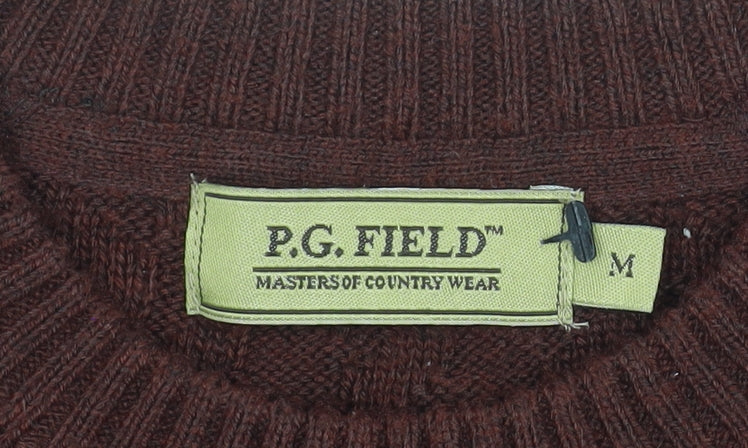 P.G. FIELD™
MASTERS OF COUNTRY WEAR
M